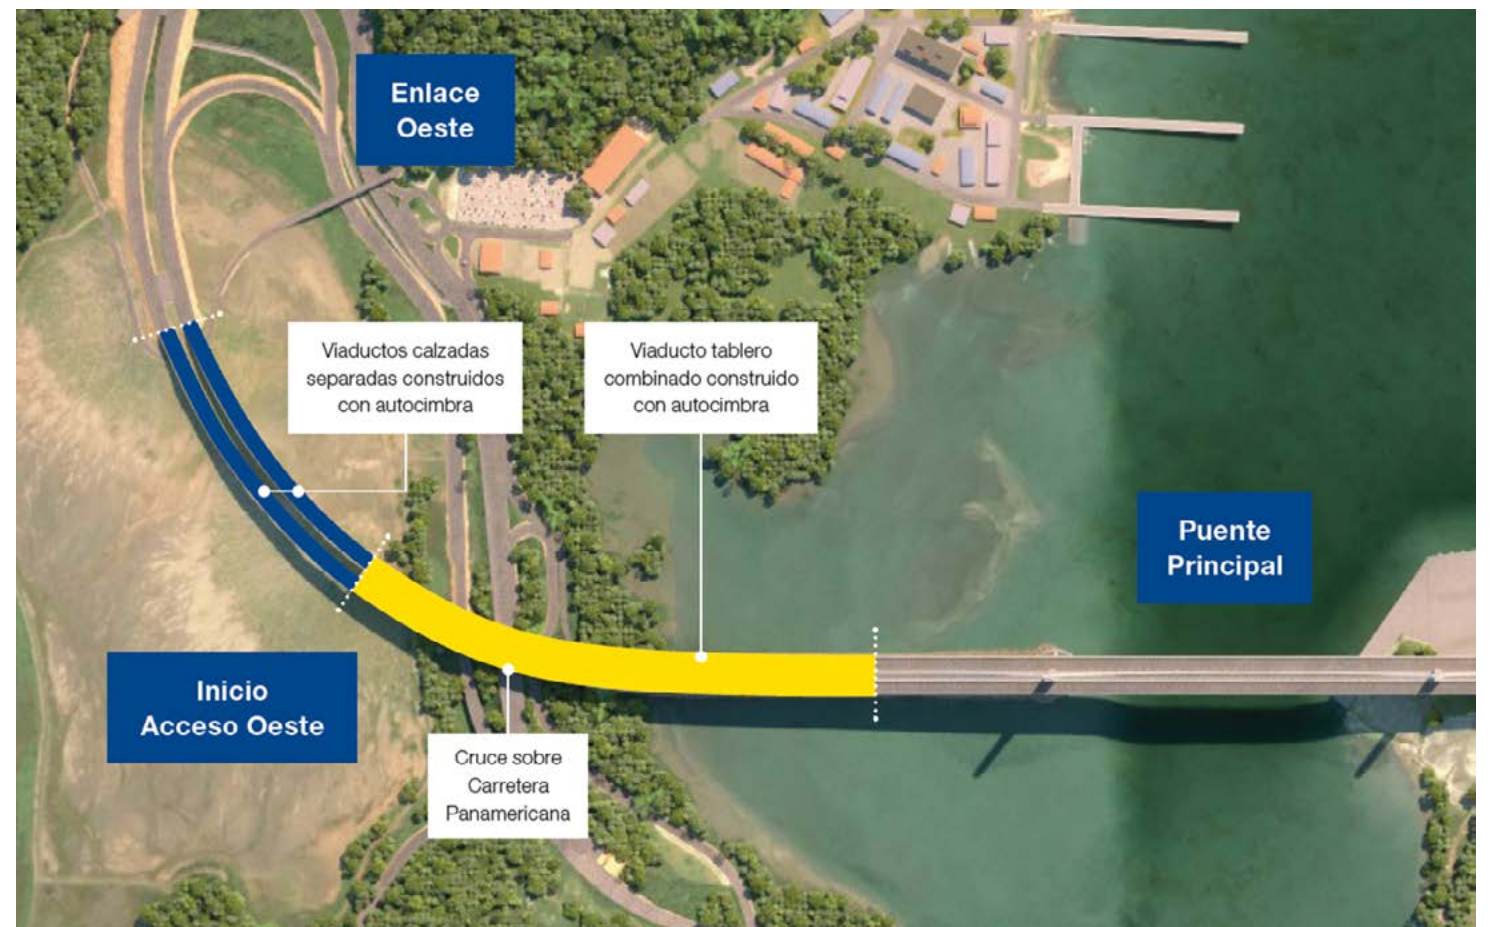 Enlace
Oeste
Viaductos calzadas
separadas construidos
con autocimbra
Viaducto tablero
combinado construido
con autocimbra
Puente
Principal
Inicio
Acceso Oeste
Cruce sobre
Carretera
Panamericana